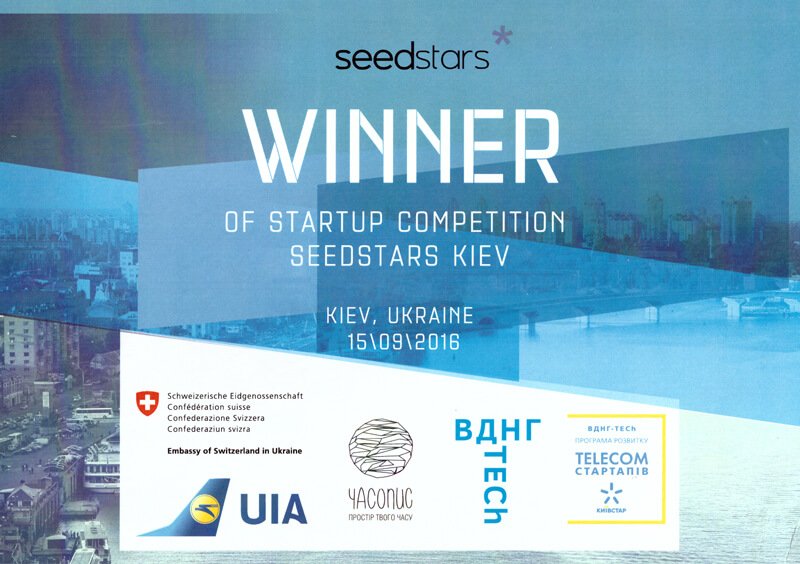 seedstars*
WINNER
OF STARTUP COMPETITION
SEEDSTARS KIEV
KIEV, UKRAINE
15\09\2016
Schweizerische Eidgenossenschaft
Confédération suisse
Confederazione Svizzera
Confederaziun svizra
Embassy of Switzerland in Ukraine
UIA
ЧАСОПИС
ПРОСТІР ТВОГО ЧАСУ
ВДНГ
TECh
ВДНГ-TECh
ПРОГРАМА РОЗВИТКУ
TELECOM
СТАРТАПІВ
КИЇВСТАР